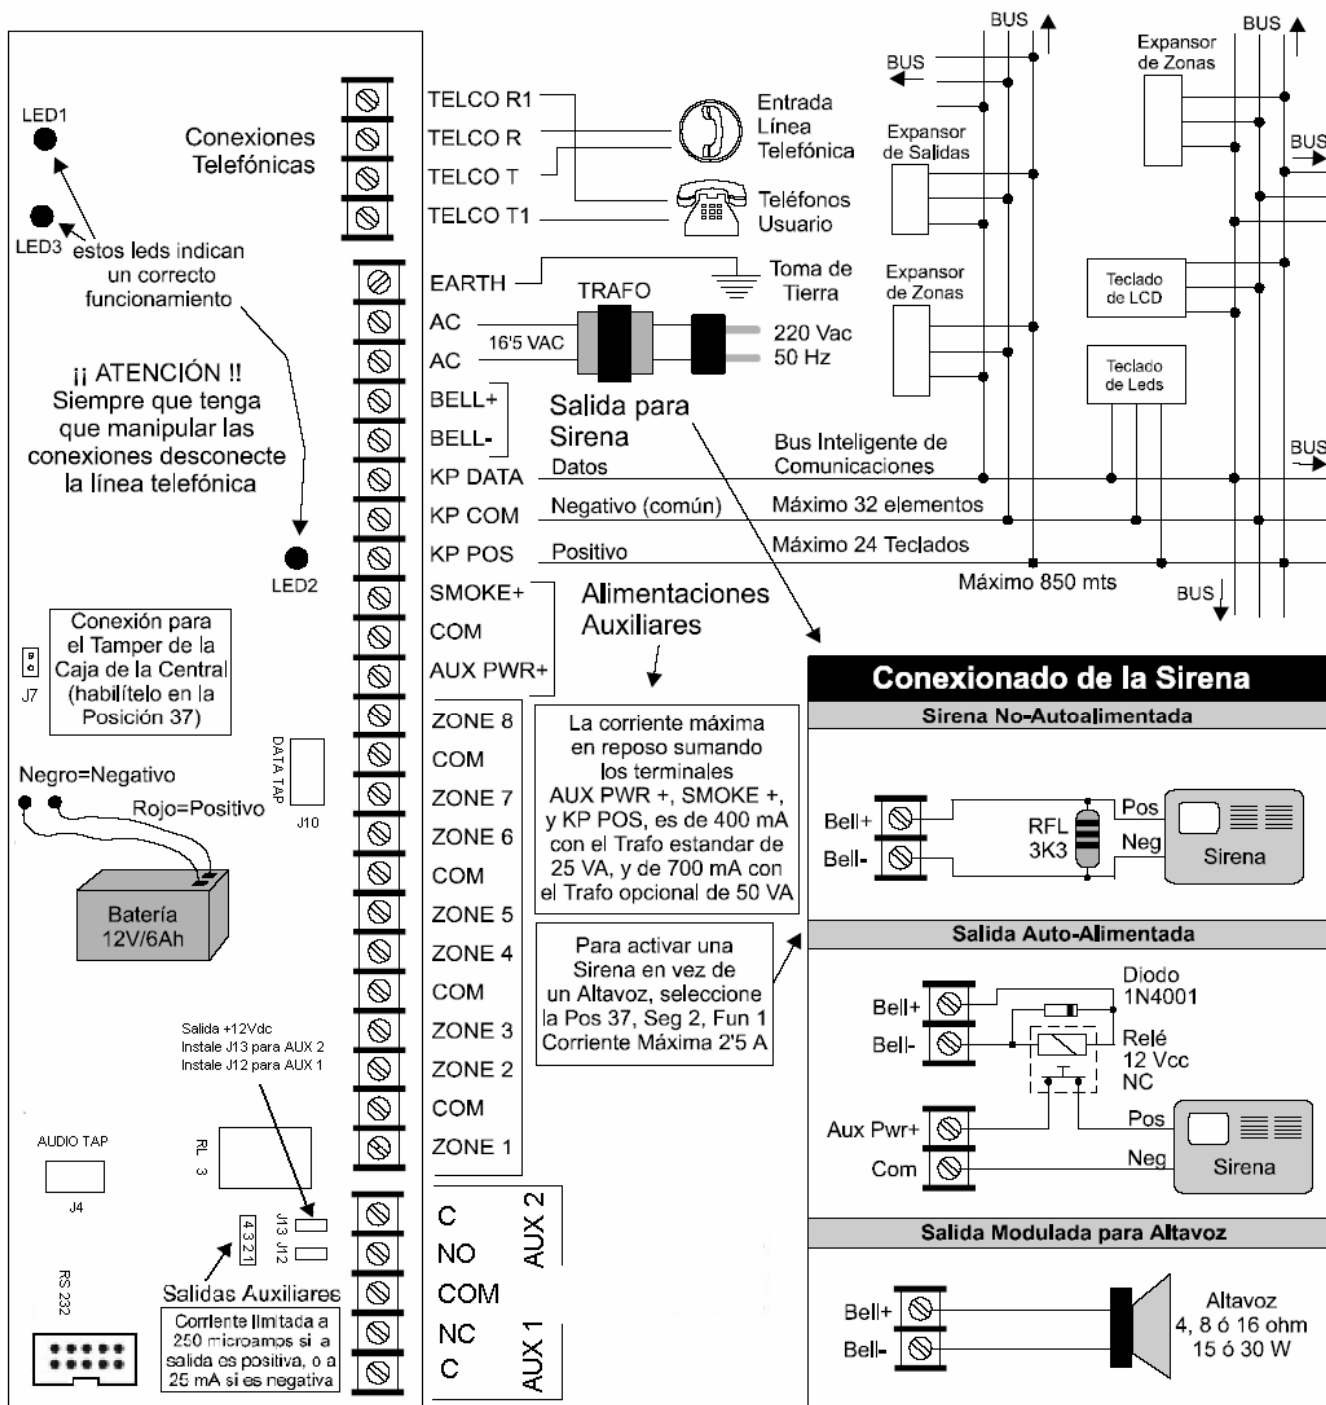 LED1
LED3
estos leds indican
un correcto
funcionamiento
¡¡ ATENCIÓN !!
Siempre que tenga
que manipular las
conexiones desconecte
la línea telefónica
LED2
Conexión para
el Tamper de la
Caja de la Central
(habilítelo en la
Posición 37)
J7
DATA TAP
J10
Negro=Negativo
Rojo=Positivo
Batería
12V/6Ah
Salida +12Vdc
Instale J13 para AUX 2
Instale J12 para AUX 1
AUDIO TAP
J4
RL 3
J13 J12
4 3 2 1
Salidas Auxiliares
Corriente limitada a
250 microamps si la
salida es positiva, o a
25 mA si es negativa
RS 232
Conexiones
Telefónicas
TELCO R1
TELCO R
TELCO T
TELCO T1
EARTH
AC
AC
BELL+
BELL-
KP DATA
KP COM
KP POS
SMOKE+
COM
AUX PWR+
ZONE 8
COM
ZONE 7
ZONE 6
COM
ZONE 5
ZONE 4
COM
ZONE 3
ZONE 2
COM
ZONE 1
C
NO
AUX 2
COM
NC
C
AUX 1
Entrada
Línea
Telefónica
Teléfonos
Usuario
Toma de
Tierra
TRAFO
16'5 VAC
220 Vac
50 Hz
Salida para
Sirena
Datos
Bus Inteligente de
Comunicaciones
Negativo (común)
Máximo 32 elementos
Positivo
Máximo 24 Teclados
Máximo 850 mts
Alimentaciones
Auxiliares
La corriente máxima
en reposo sumando
los terminales
AUX PWR +, SMOKE +,
y KP POS, es de 400 mA
con el Trafo estandar de
25 VA, y de 700 mA con
el Trafo opcional de 50 VA
Para activar una
Sirena en vez de
un Altavoz, seleccione
la Pos 37, Seg 2, Fun 1
Corriente Máxima 2'5 A
BUS
BUS
BUS
BUS
BUS
BUS
Expansor
de Zonas
Expansor
de Salidas
Expansor
de Zonas
Teclado
de LCD
Teclado
de Leds
Conexionado de la Sirena
Sirena No-Autoalimentada
Bell+
Bell-
RFL
3K3
Pos
Neg
Sirena
Salida Auto-Alimentada
Bell+
Bell-
Diodo
1N4001
Relé
12 Vcc
NC
Aux Pwr+
Com
Pos
Neg
Sirena
Salida Modulada para Altavoz
Bell+
Bell-
Altavoz
4, 8 ó 16 ohm
15 ó 30 W